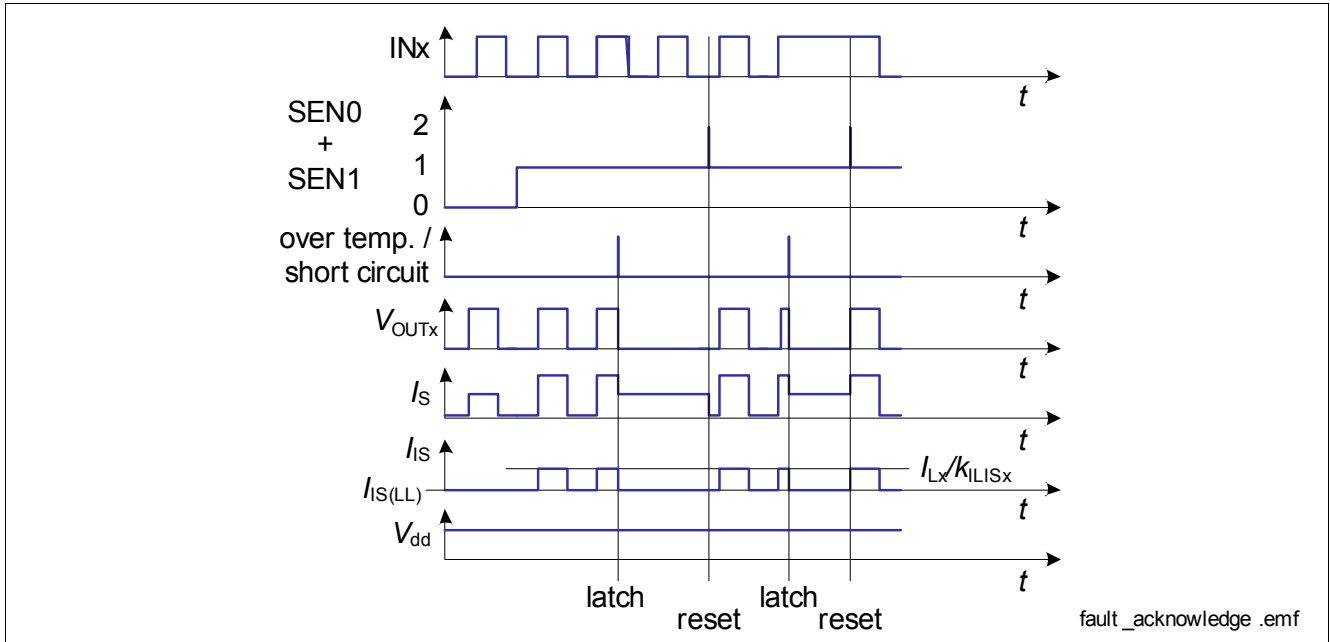 INx
t
SEN0
+
SEN1
2
1
0
t
over temp. /
short circuit
t
VOUTx
t
IS
t
IIS
IIS(LL)
ILx/kILISx
t
Vdd
t
latch
reset
latch
reset
fault _acknowledge .emf